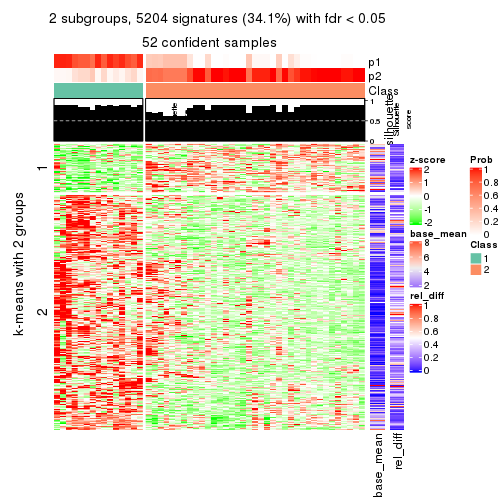 2 subgroups, 5204 signatures (34.1%) with fdr < 0.05
52 confident samples
p1
p2
Class
1
0.5
0
silhouette
Silhouette
score
k-means with 2 groups
1
2
base_mean
rel_diff
z-score
2
1
0
-1
-2
base_mean
8
6
4
2
rel_diff
1
0.8
0.6
0.4
0.2
0
Prob
1
0.8
0.6
0.4
0.2
0
Class
1
2